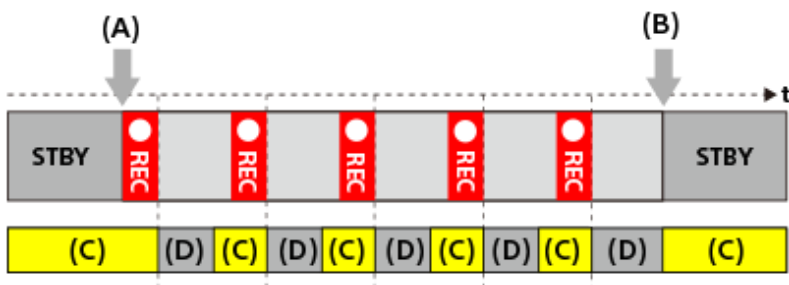 (A) (B)
t
STBY REC REC REC REC REC STBY
(C) (D) (C) (D) (C) (D) (C) (D) (C) (D) (C)